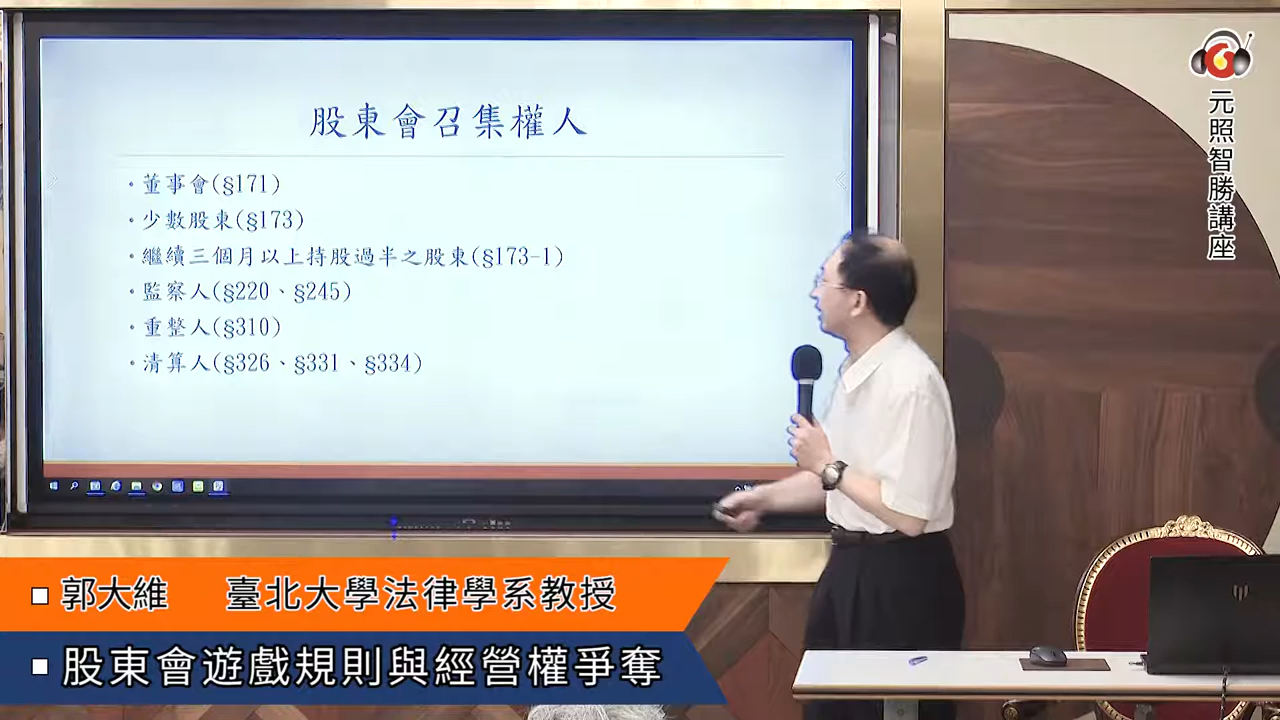 股東會召集權人
•董事會(§171)
•少數股東(§173)
•繼續三個月以上持股過半之股東(§173-1)
•監察人(§220、§245)
•重整人(§310)
•清算人(§326、§331、§334)
元照智勝講座
郭大維 臺北大學法律學系教授
股東會遊戲規則與經營權爭奪